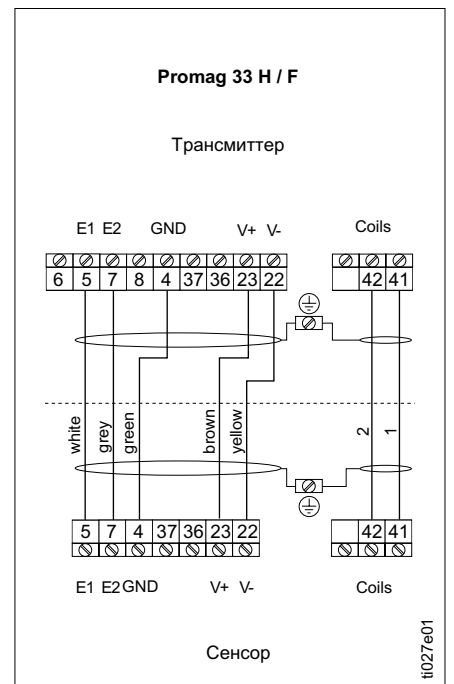 Promag 33 H / F
Трансмиттер
E1 E2 GND V+ V- Coils
6 5 7 8 4 37 36 23 22 42 41
white grey green brown yellow 2 1
5 7 4 37 36 23 22 42 41
E1 E2 GND V+ V- Coils
Сенсор
ti027e01